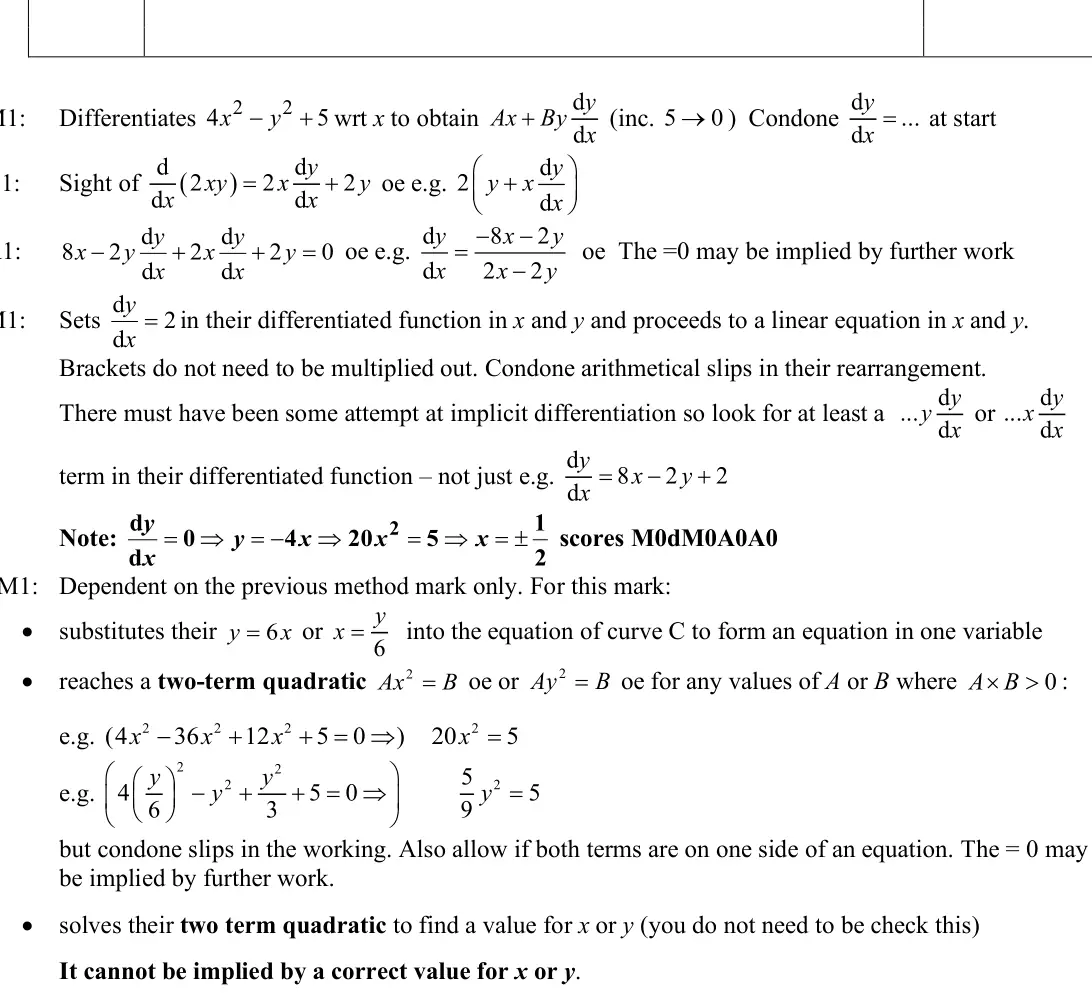 M1: Differentiates 4x² − y² + 5 wrt x to obtain Ax + By dy/dx (inc. 5 → 0 ) Condone dy/dx = ... at start
1: Sight of d/dx (2xy) = 2x dy/dx + 2y oe e.g. 2(y + x dy/dx)
1: 8x − 2y dy/dx + 2x dy/dx + 2y = 0 oe e.g. dy/dx = (−8x − 2y)/(2x − 2y) oe The =0 may be implied by further work
M1: Sets dy/dx = 2 in their differentiated function in x and y and proceeds to a linear equation in x and y.
Brackets do not need to be multiplied out. Condone arithmetical slips in their rearrangement.
There must have been some attempt at implicit differentiation so look for at least a ...y dy/dx or ...x dy/dx
term in their differentiated function – not just e.g. dy/dx = 8x − 2y + 2
Note: dy/dx = 0 ⇒ y = −4x ⇒ 20x² = 5 ⇒ x = ± 1/2 scores M0dM0A0A0
M1: Dependent on the previous method mark only. For this mark:
• substitutes their y = 6x or x = y/6 into the equation of curve C to form an equation in one variable
• reaches a two-term quadratic Ax² = B oe or Ay² = B oe for any values of A or B where A × B > 0 :
e.g. (4x² − 36x² + 12x² + 5 = 0 ⇒) 20x² = 5
e.g. (4(y/6)² − y² + y²/3 + 5 = 0 ⇒) 5/9 y² = 5
but condone slips in the working. Also allow if both terms are on one side of an equation. The = 0 may
be implied by further work.
• solves their two term quadratic to find a value for x or y (you do not need to be check this)
It cannot be implied by a correct value for x or y.